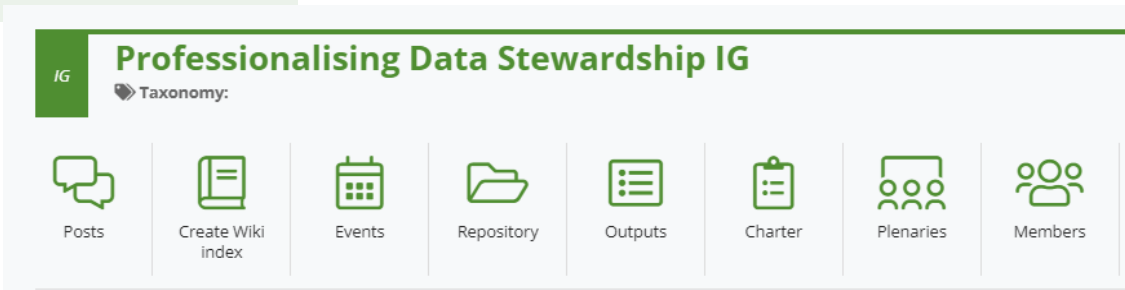 IG
Professionalising Data Stewardship IG
Taxonomy:
Posts
Create Wiki
index
Events
Repository
Outputs
Charter
Plenaries
Members